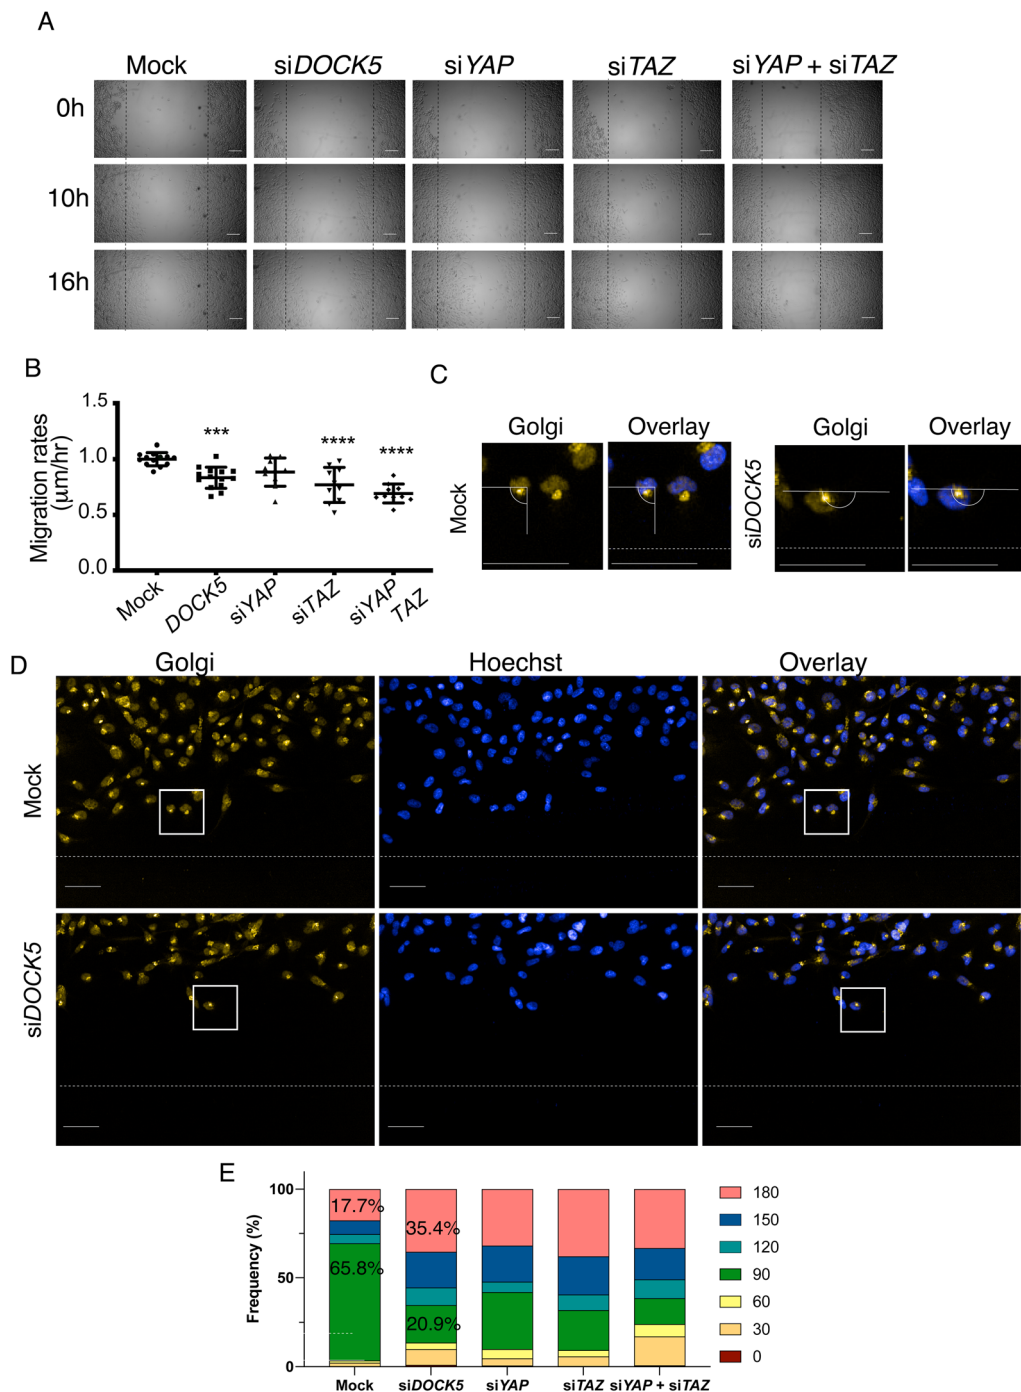 A
Mock siDOCK5 siYAP siTAZ siYAP + siTAZ
0h
10h
16h
B
Migration rates
(μm/hr)
1.5
1.0
0.5
0.0
*** **** ****
Mock DOCK5 siYAP siTAZ siYAP TAZ
C
Golgi Overlay Golgi Overlay
Mock
siDOCK5
D
Golgi Hoechst Overlay
Mock
siDOCK5
E
Frequency (%)
100
50
0
17.7%
65.8%
35.4%
20.9%
Mock siDOCK5 siYAP siTAZ siYAP + siTAZ
180
150
120
90
60
30
0